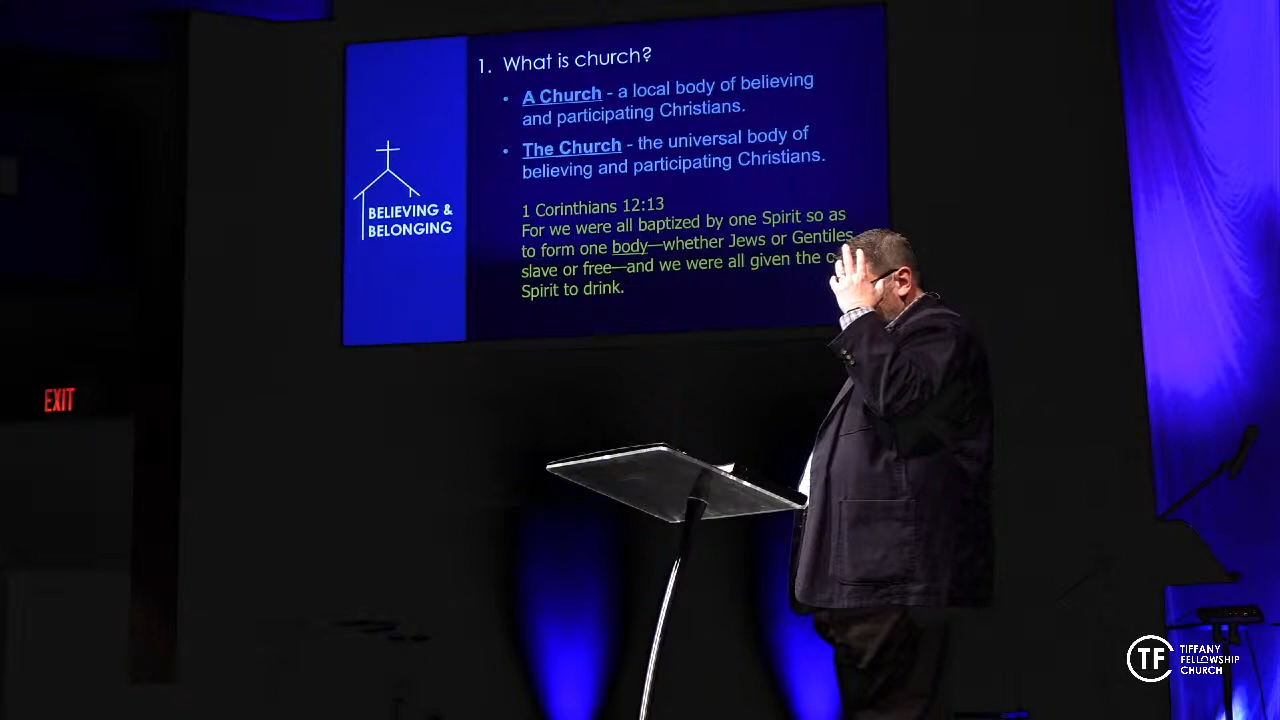 1. What is church?
• A Church - a local body of believing
and participating Christians.
• The Church - the universal body of
believing and participating Christians.
1 Corinthians 12:13
For we were all baptized by one Spirit so as
to form one body—whether Jews or Gentiles,
slave or free—and we were all given the
Spirit to drink.
BELIEVING &
BELONGING
EXIT
TF
TIFFANY
FELLOWSHIP
CHURCH